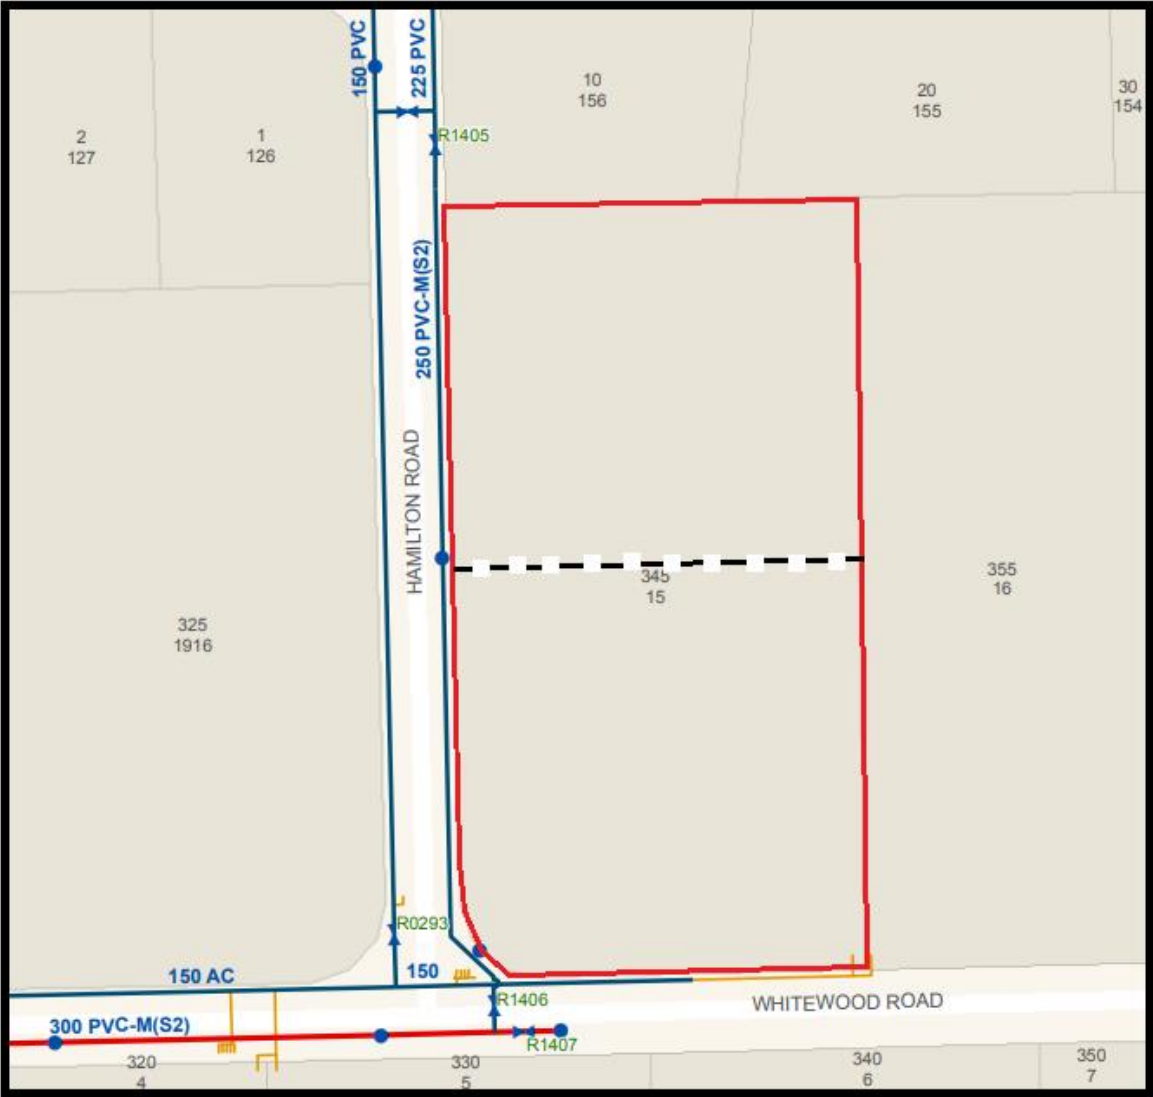 150 PVC
225 PVC
10
156
20
155
30
154
2
127
1
126
R1405
250 PVC-M(S2)
HAMILTON ROAD
345
15
355
16
325
1916
R0293
150 AC
150
R1406
WHITEWOOD ROAD
300 PVC-M(S2)
R1407
320
4
330
5
340
6
350
7